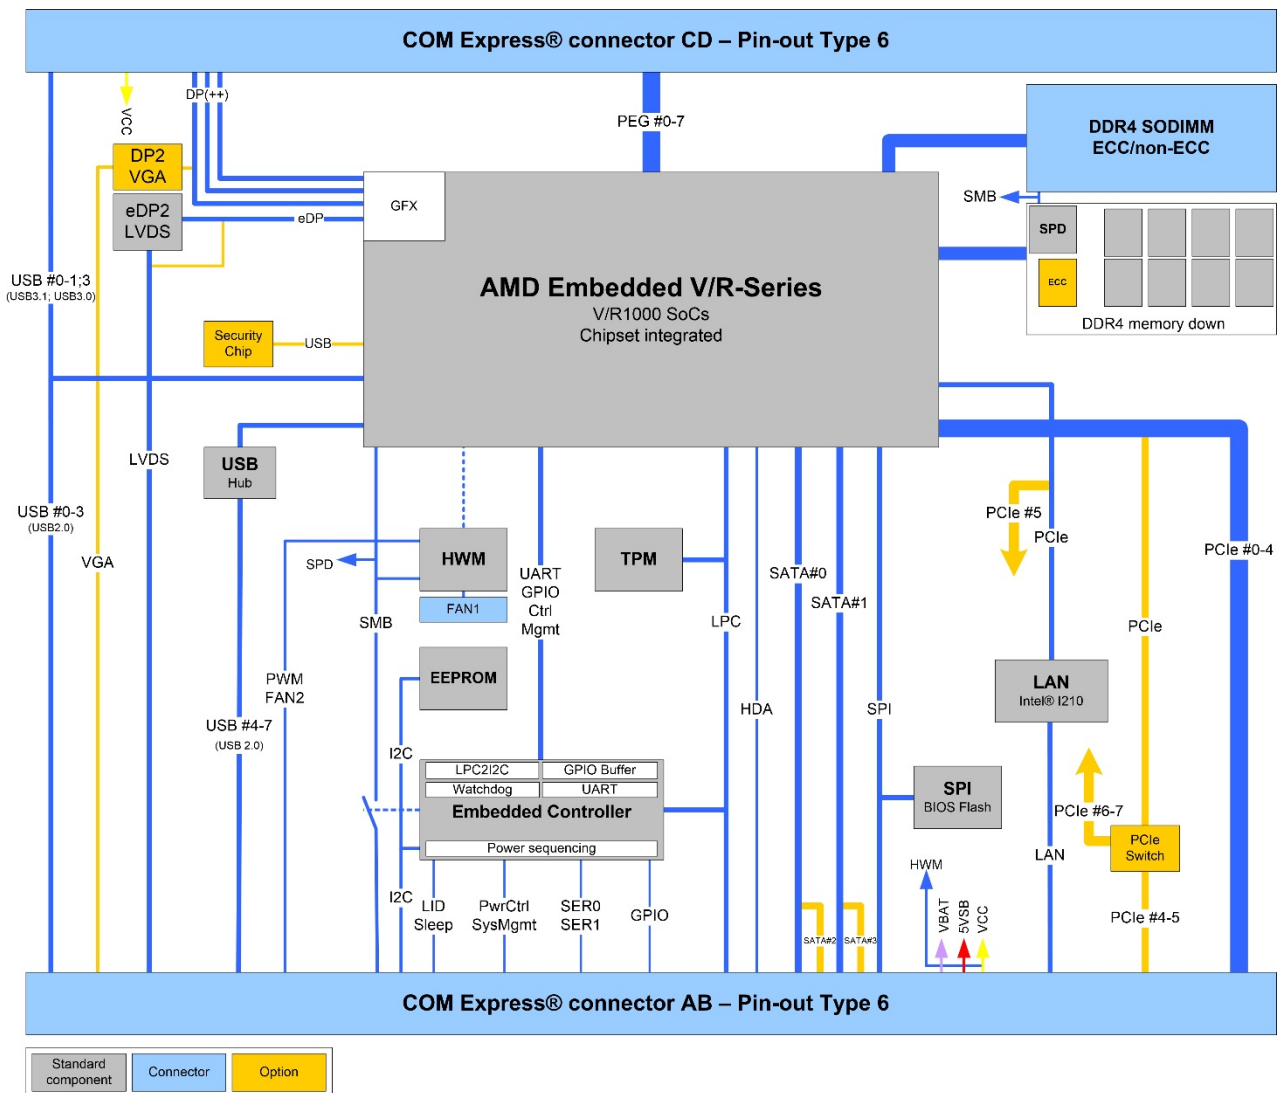 COM Express® connector CD – Pin-out Type 6
DP(++)
VCC
PEG #0-7
DDR4 SODIMM
ECC/non-ECC
DP2
VGA
GFX
SMB
eDP2
LVDS
eDP
SPD
ECC
DDR4 memory down
USB #0-1;3
(USB3.1; USB3.0)
AMD Embedded V/R-Series
V/R1000 SoCs
Chipset integrated
Security
Chip
USB
LVDS
USB
Hub
USB #0-3
(USB2.0)
PCIe #5
PCIe
PCIe #0-4
VGA
SPD
HWM
FAN1
UART
GPIO
Ctrl
Mgmt
TPM
SATA#0
SATA#1
SMB
LPC
PCIe
EEPROM
PWM
FAN2
LAN
Intel® I210
USB #4-7
(USB 2.0)
HDA
SPI
I2C
LPC2I2C
GPIO Buffer
Watchdog
UART
Embedded Controller
Power sequencing
SPI
BIOS Flash
PCIe #6-7
PCIe
Switch
LAN
HWM
I2C
LID
Sleep
PwrCtrl
SysMgmt
SER0
SER1
GPIO
SATA#2
SATA#3
VBAT
5VSB
VCC
PCIe #4-5
COM Express® connector AB – Pin-out Type 6
Standard
component
Connector
Option